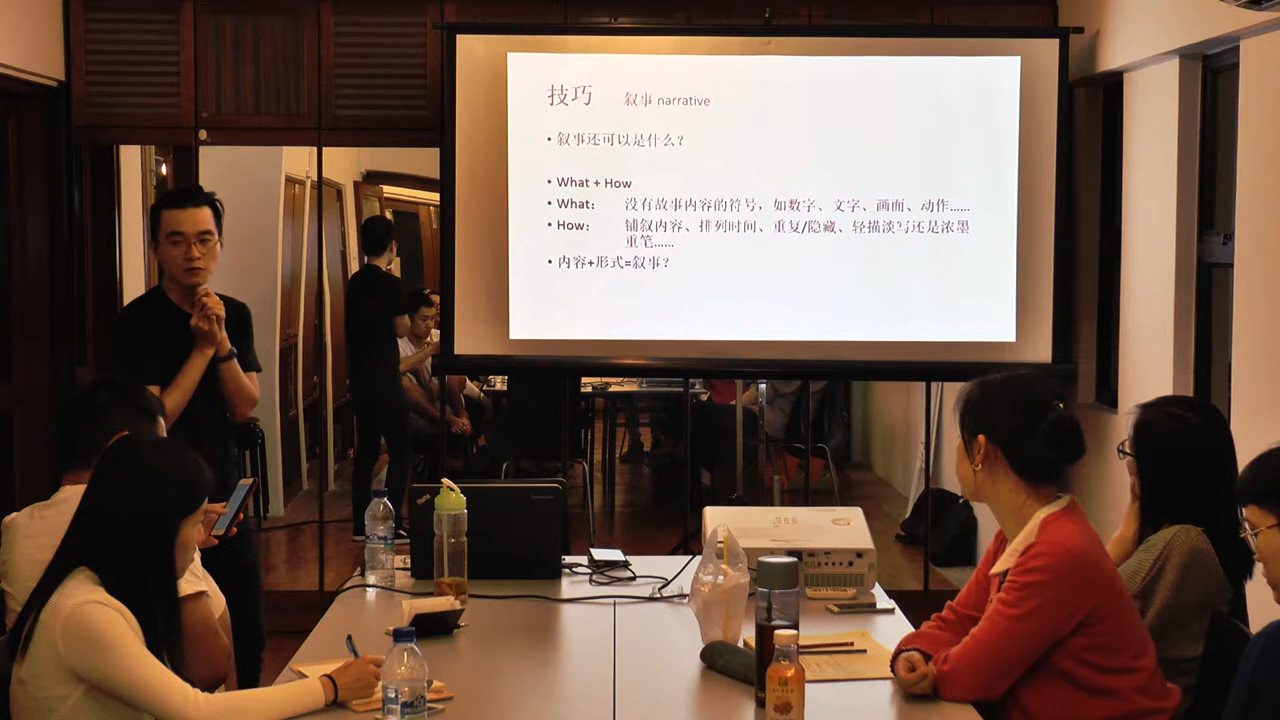 技巧 叙事 narrative
• 叙事还可以是什么？
• What + How
• What： 没有故事内容的符号，如数字、文字、画面、动作……
• How： 铺叙内容、排列时间、重复/隐藏、轻描淡写还是浓墨
重笔……
• 内容+形式=叙事？